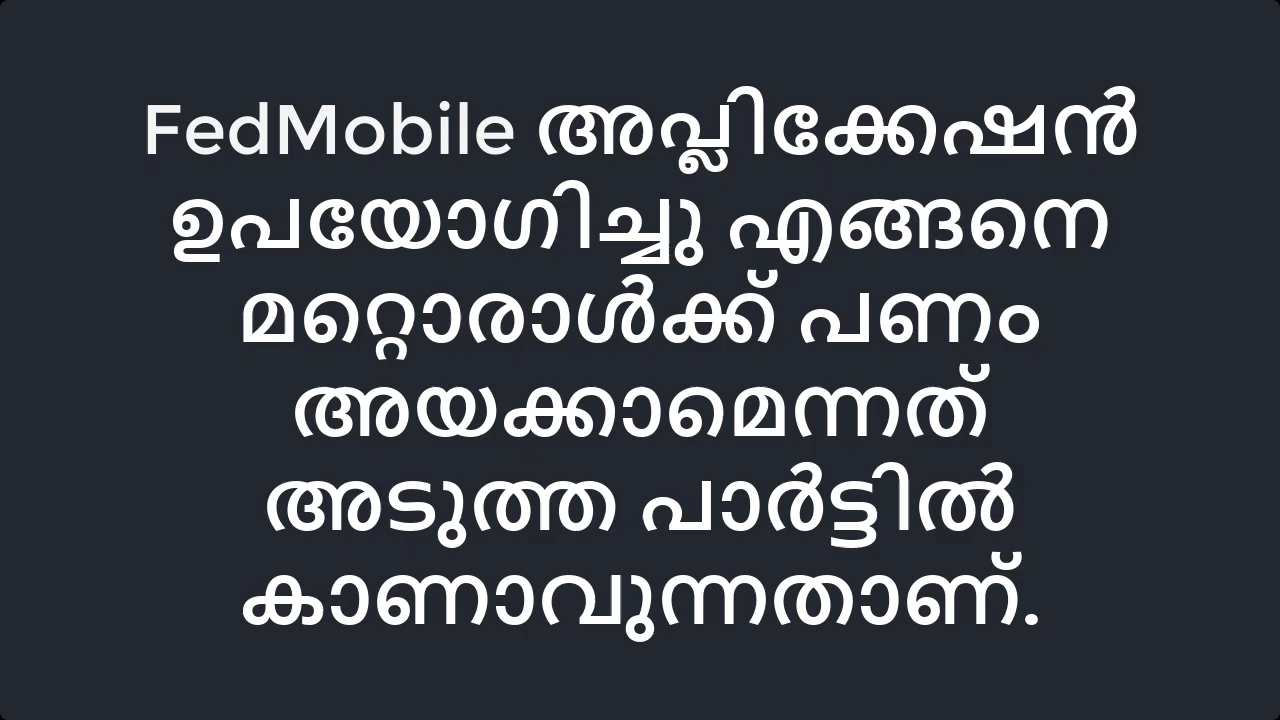 FedMobile അപ്ലിക്കേഷൻ
ഉപയോഗിച്ചു എങ്ങനെ
മറ്റൊരാൾക്ക് പണം
അയക്കാമെന്നത്
അടുത്ത പാർട്ടിൽ
കാണാവുന്നതാണ്.